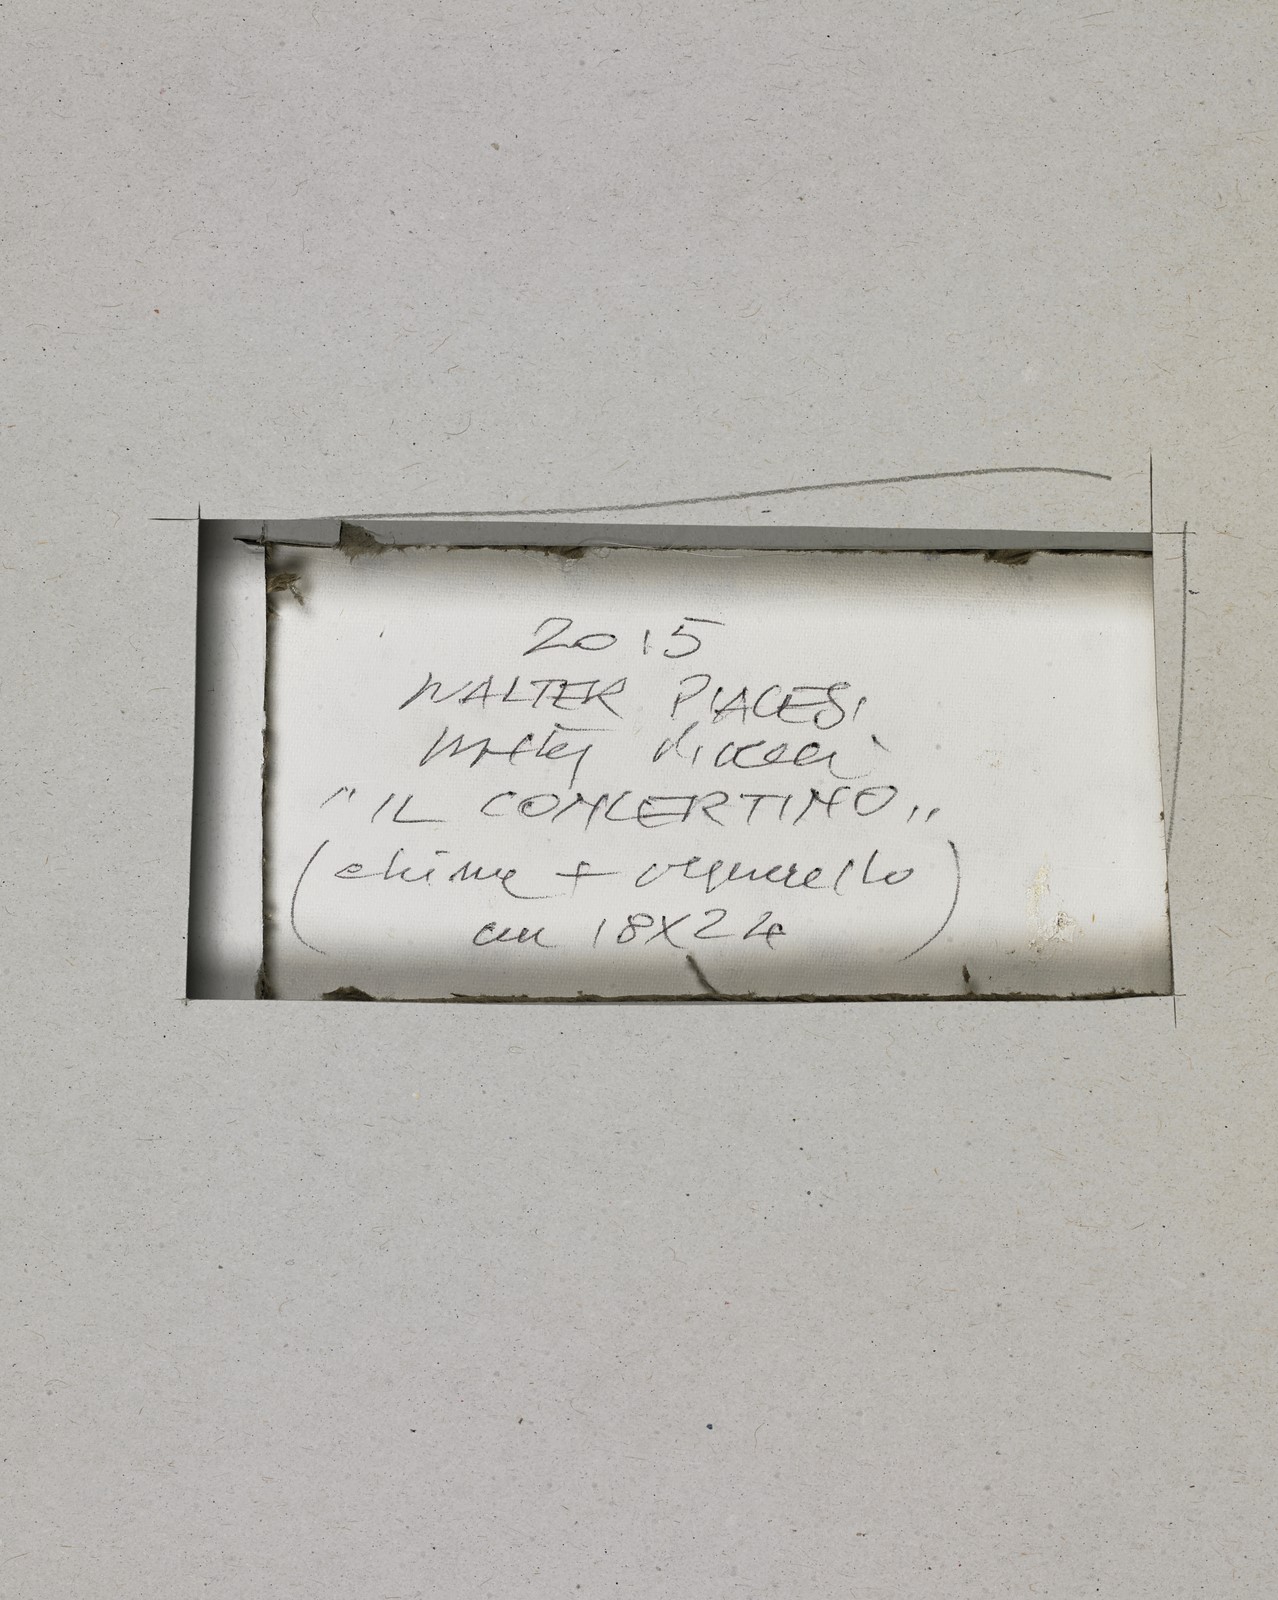 2015
WALTER PIACESI
"IL CONCERTINO"
(china + acquerello)
cm 18X24